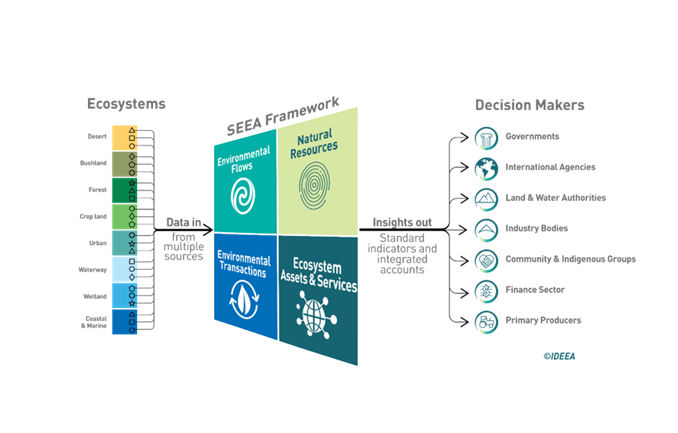 Ecosystems
Desert
Bushland
Forest
Crop land
Urban
Waterway
Wetland
Coastal
& Marine
Data in
from
multiple
sources
SEEA Framework
Environmental
Flows
Natural
Resources
Environmental
Transactions
Ecosystem
Assets & Services
Insights out
Standard
indicators and
integrated
accounts
Decision Makers
Governments
International Agencies
Land & Water Authorities
Industry Bodies
Community & Indigenous Groups
Finance Sector
Primary Producers
©IDEEA